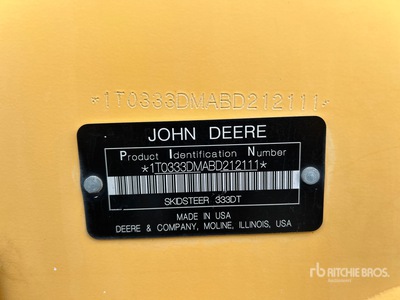 *1T0333DMABD212111*
JOHN DEERE
Product Identification Number
*1T0333DMABD212111*
SKIDSTEER 333DT
MADE IN USA
DEERE & COMPANY, MOLINE, ILLINOIS, USA
rb RITCHIE BROS.